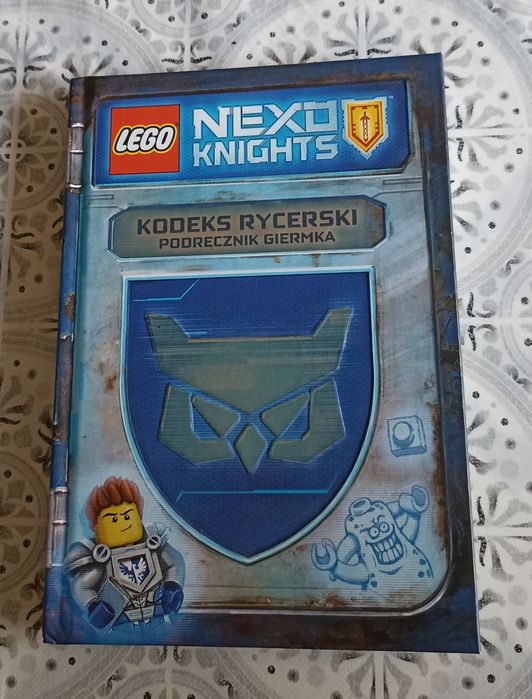 LEGO
NEXO
KNIGHTS
KODEKS RYCERSKI
PODRĘCZNIK GIERMKA